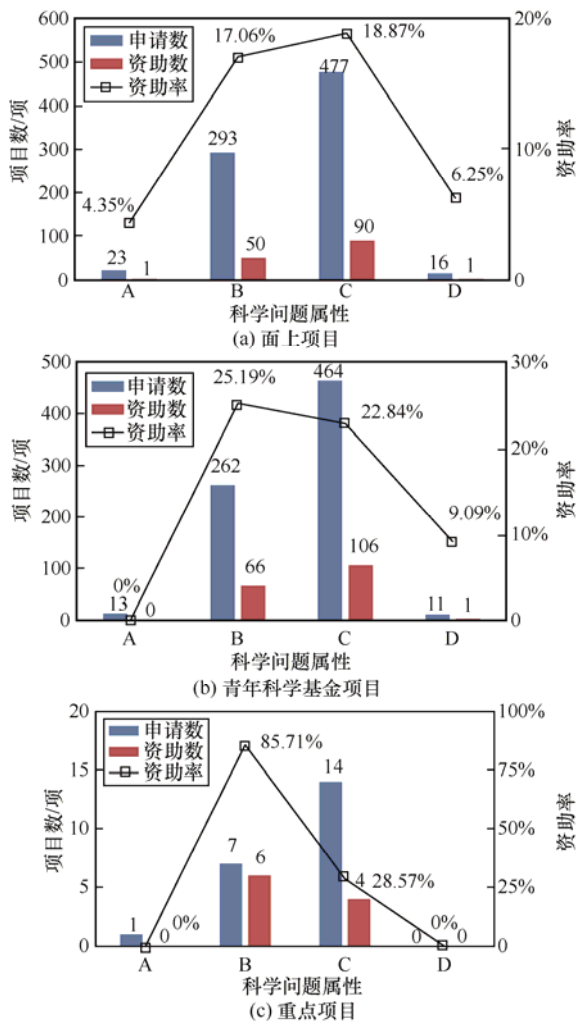 600
20%
申请数
资助数
资助率
17.06%
18.87%
500
477
400
项目数/项
300
293
10%
资助率
200
4.35%
6.25%
100
90
50
23
1
16
1
0
0
A
B
C
D
科学问题属性
(a) 面上项目
500
30%
申请数
资助数
资助率
25.19%
464
22.84%
400
20%
项目数/项
300
262
资助率
200
9.09%
10%
106
100
66
0%
13
0
11
1
0
0
A
B
C
D
科学问题属性
(b) 青年科学基金项目
20
100%
申请数
资助数
资助率
85.71%
15
14
75%
项目数/项
10
50%
资助率
7
6
5
4
28.57%
25%
1
0
0%
0
0%
0
0
0
A
B
C
D
科学问题属性
(c) 重点项目